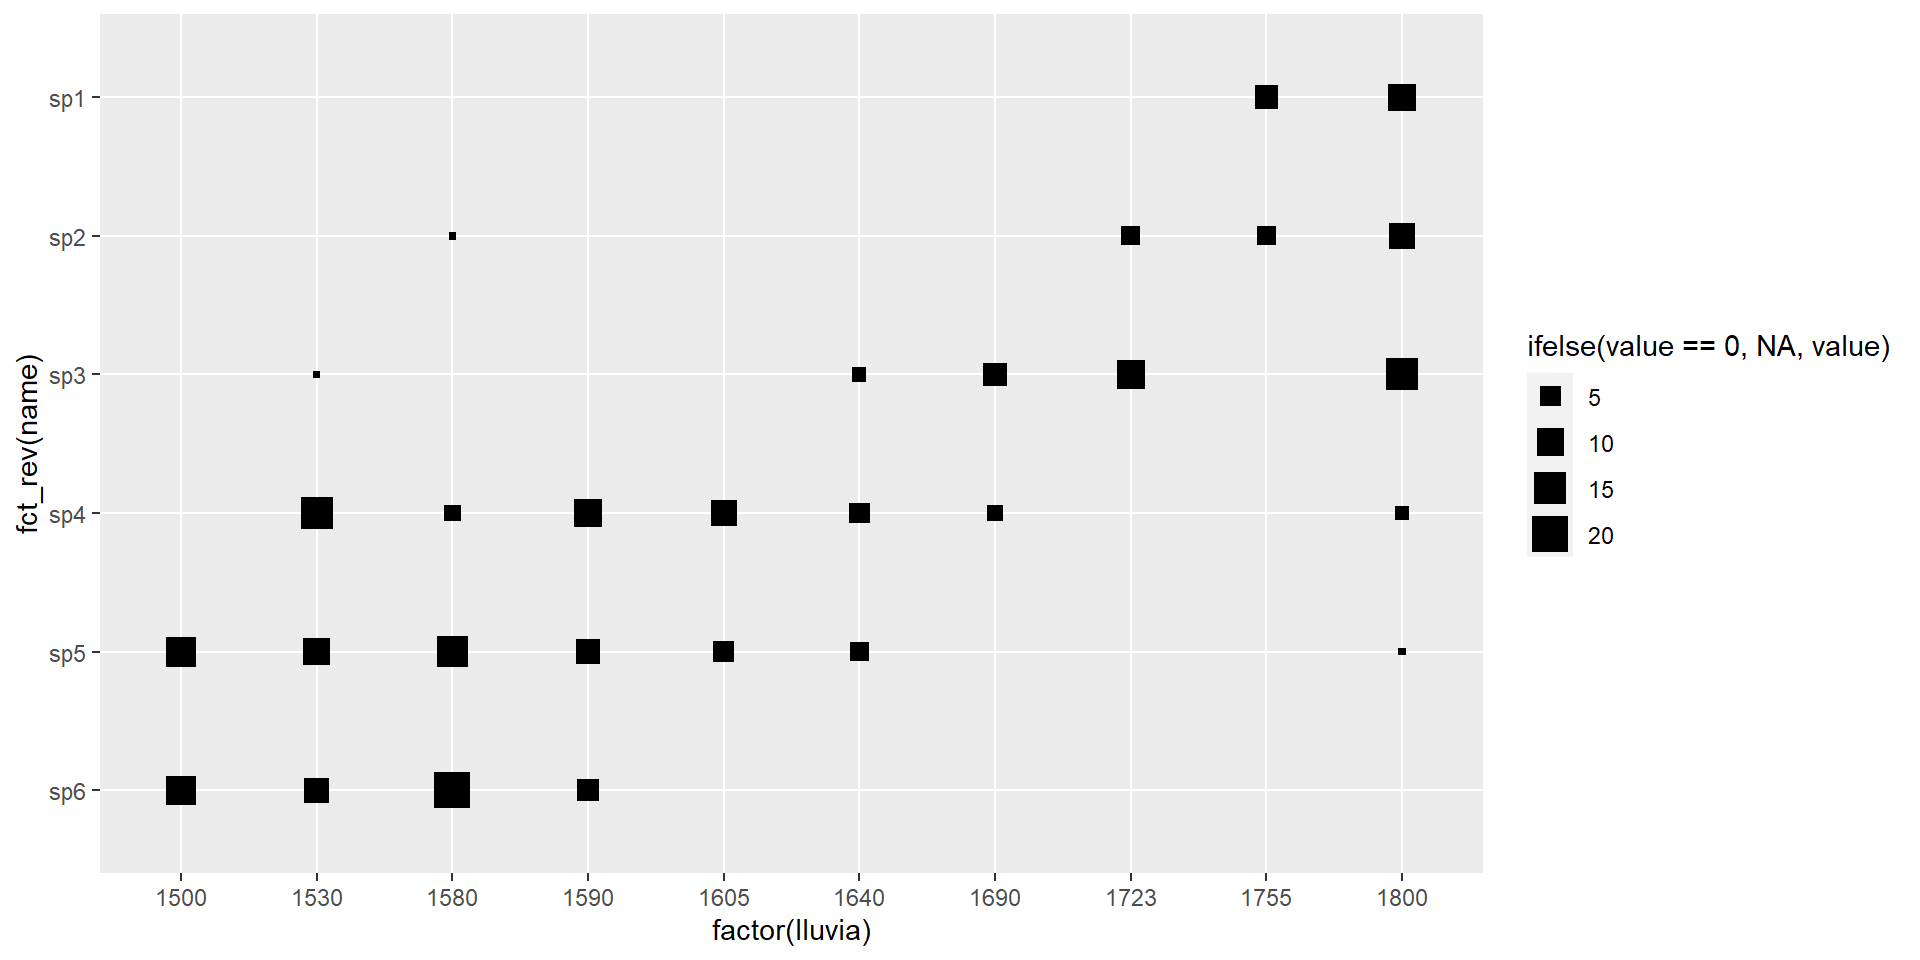 sp1
sp2
sp3
sp4
sp5
sp6
fct_rev(name)
1500 1530 1580 1590 1605 1640 1690 1723 1755 1800
factor(lluvia)
ifelse(value == 0, NA, value)
5
10
15
20